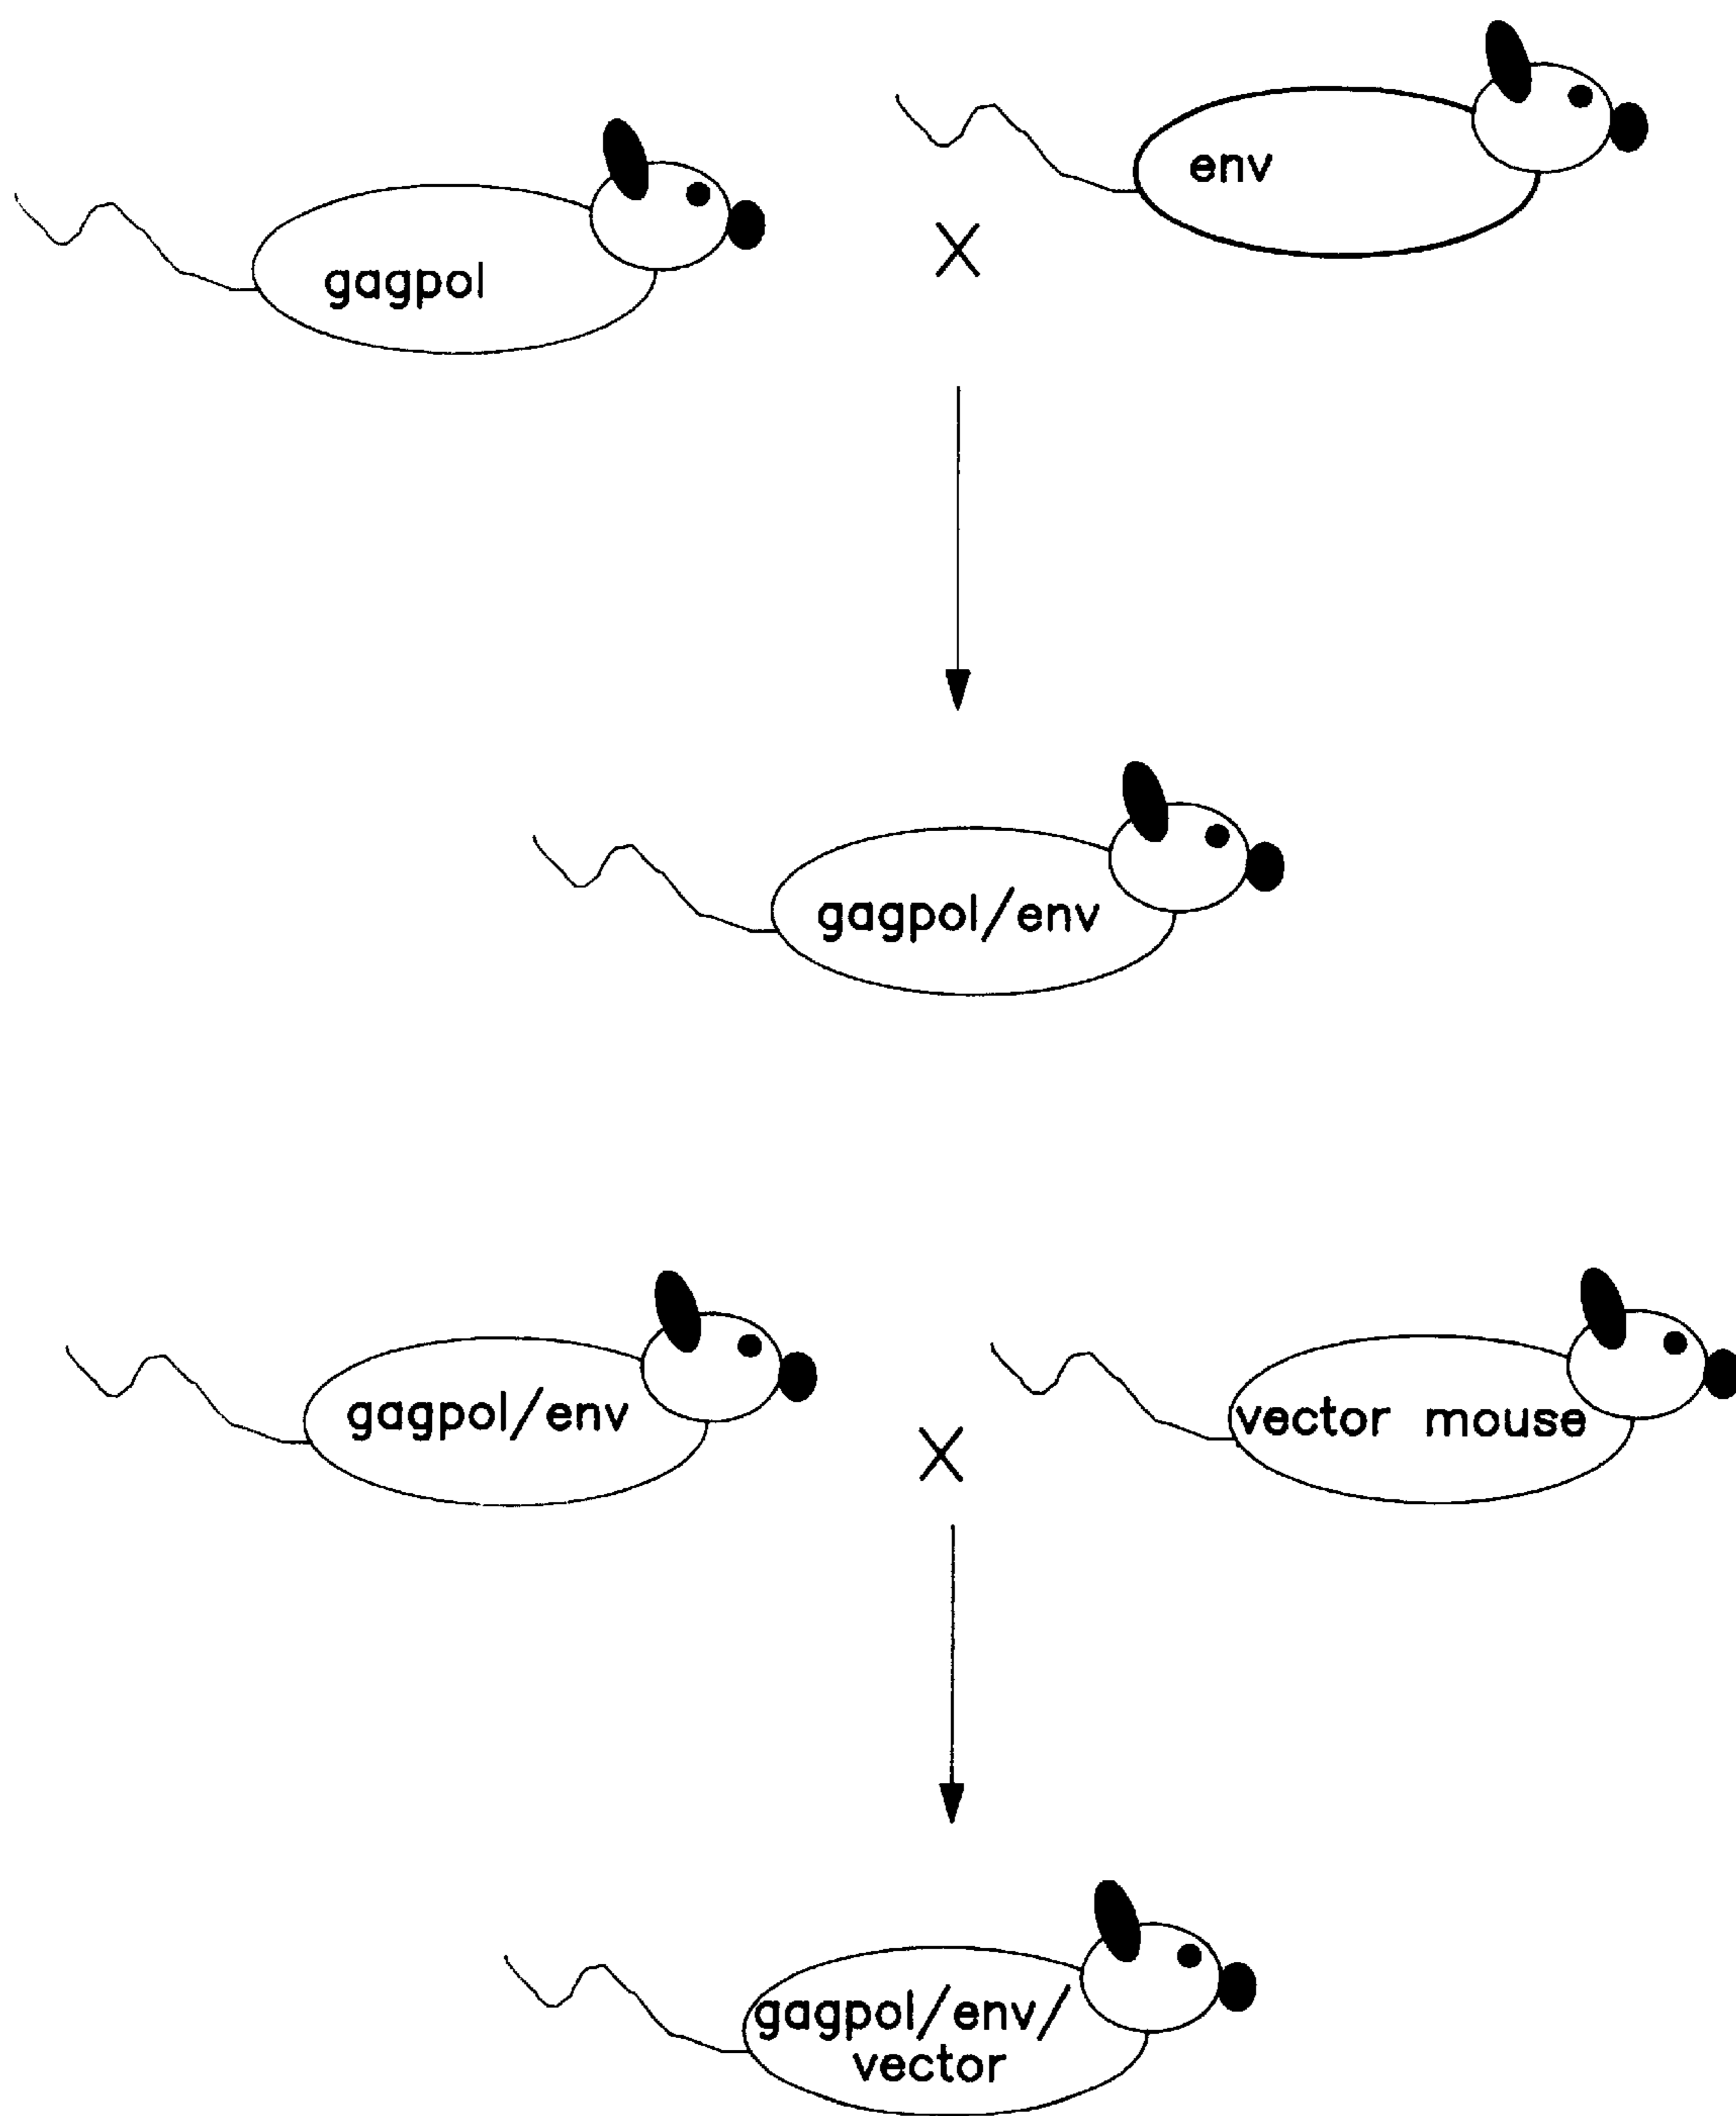 env
gagpol
X
gagpol/env
gagpol/env
vector mouse
X
gagpol/env/
vector